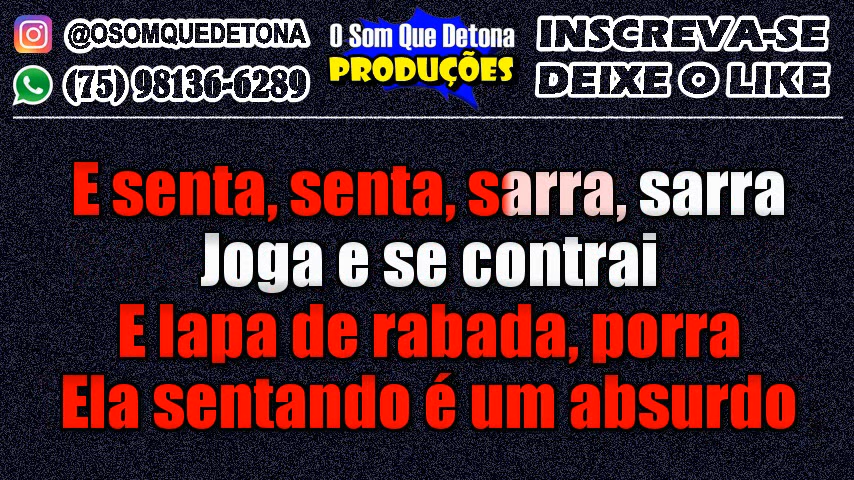 @OSOMQUEDETONA
(75) 98136-6289
O Som Que Detona
PRODUÇÕES
INSCREVA-SE
DEIXE O LIKE
E senta, senta, sarra, sarra
Joga e se contrai
E lapa de rabada, porra
Ela sentando é um absurdo